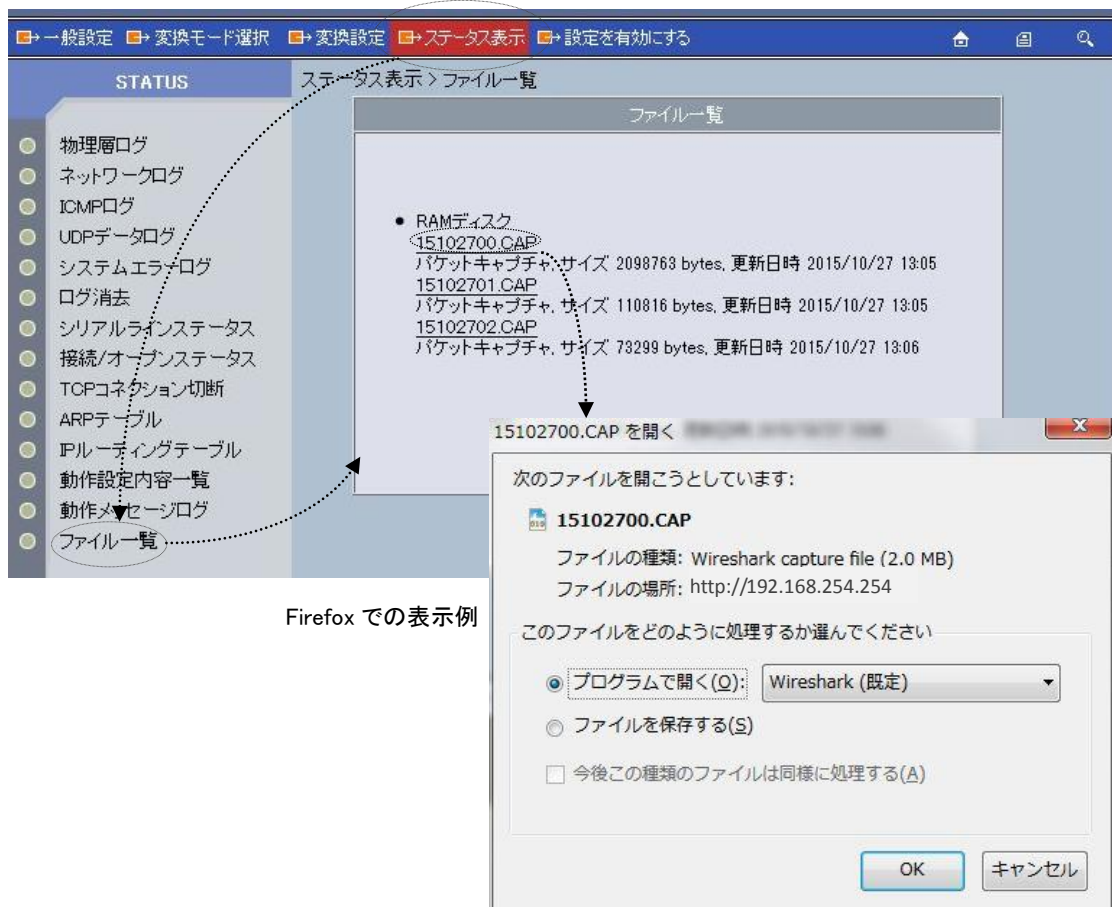 一般設定 変換モード選択 変換設定 ステータス表示 設定を有効にする
STATUS
物理層ログ
ネットワークログ
ICMPログ
UDPデータログ
システムエラーログ
ログ消去
シリアルラインステータス
接続/オープンステータス
TCPコネクション切断
ARPテーブル
IPルーティングテーブル
動作設定内容一覧
動作メッセージログ
ファイル一覧
ステータス表示 > ファイル一覧
ファイル一覧
RAMディスク
15102700.CAP
パケットキャプチャ, サイズ 2098763 bytes, 更新日時 2015/10/27 13:05
15102701.CAP
パケットキャプチャ, サイズ 110816 bytes, 更新日時 2015/10/27 13:05
15102702.CAP
パケットキャプチャ, サイズ 73299 bytes, 更新日時 2015/10/27 13:06
Firefox での表示例
15102700.CAP を開く
次のファイルを開こうとしています:
15102700.CAP
ファイルの種類: Wireshark capture file (2.0 MB)
ファイルの場所: http://192.168.254.254
このファイルをどのように処理するか選んでください
プログラムで開く(O): Wireshark (既定)
ファイルを保存する(S)
今後この種類のファイルは同様に処理する(A)
OK キャンセル